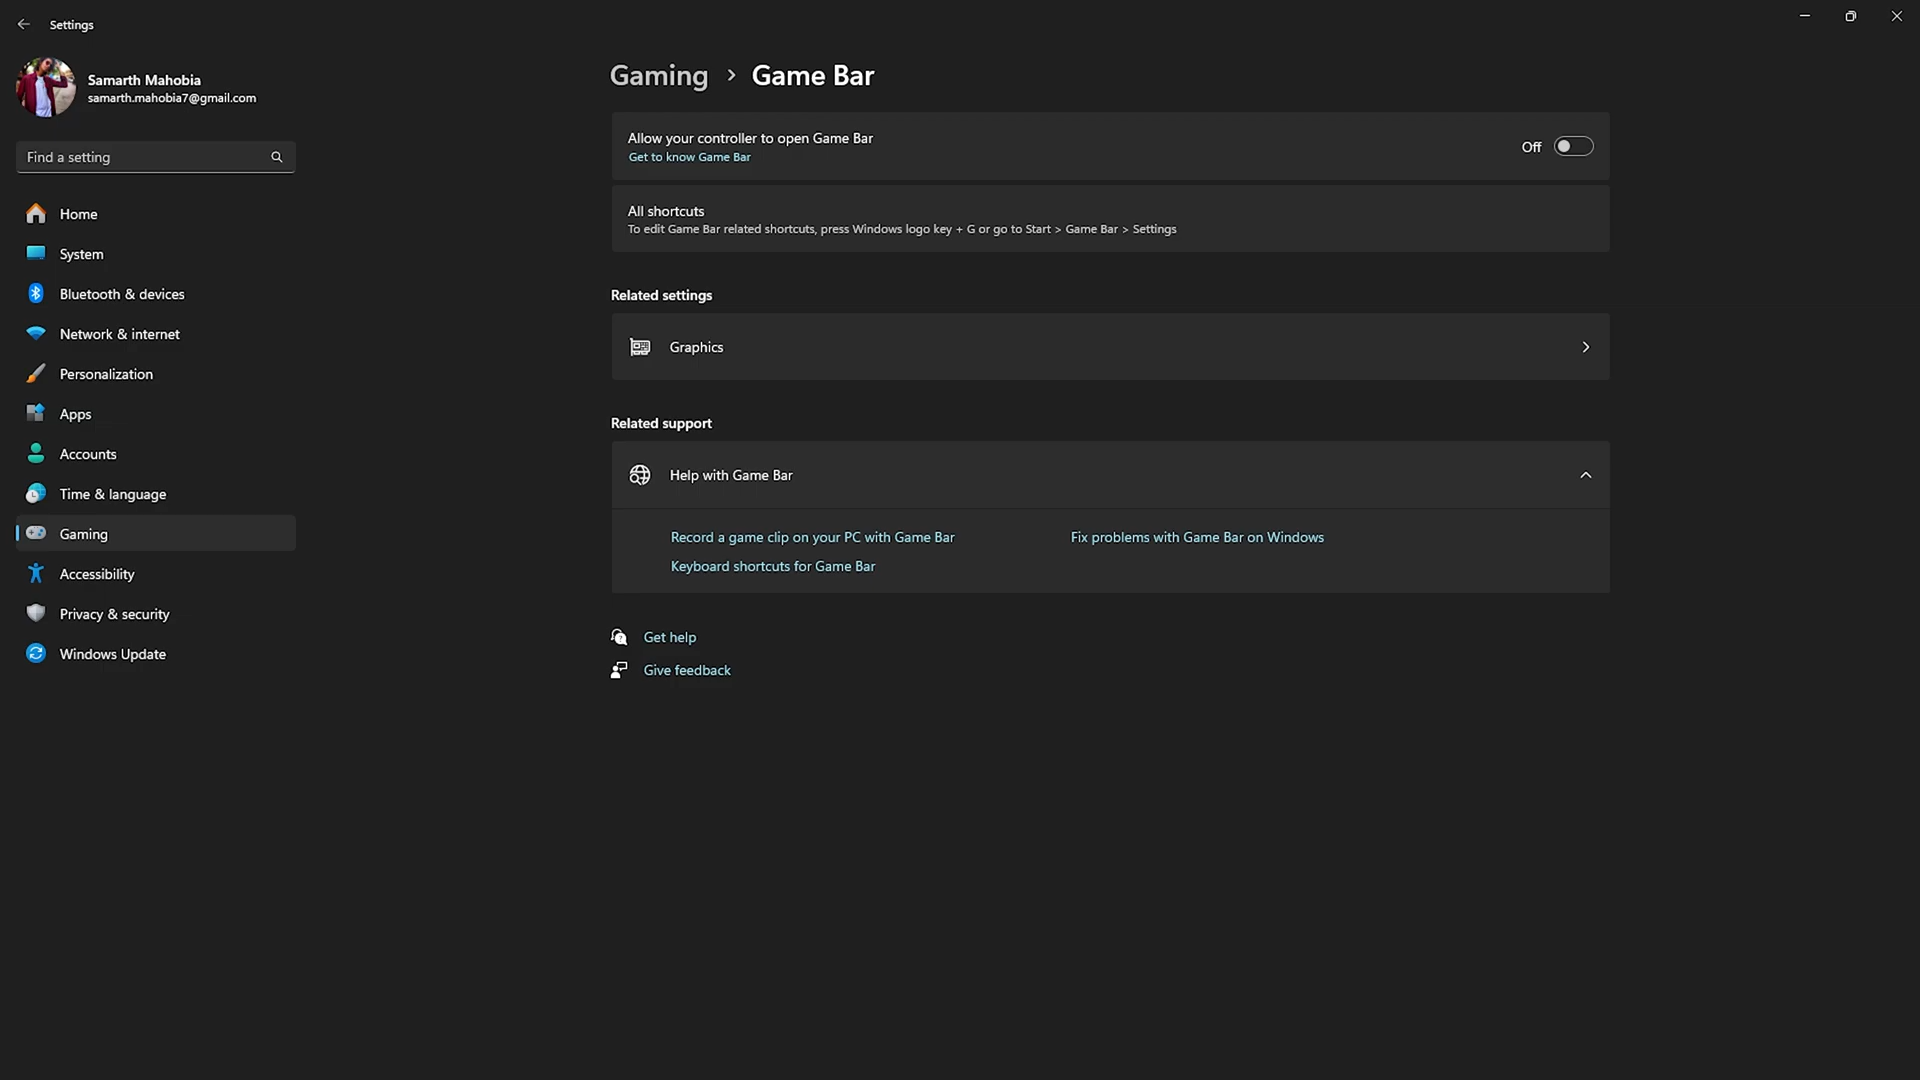 Settings
Samarth Mahobia
samarth.mahobia7@gmail.com
Find a setting
Home
System
Bluetooth & devices
Network & internet
Personalization
Apps
Accounts
Time & language
Gaming
Accessibility
Privacy & security
Windows Update
Gaming > Game Bar
Allow your controller to open Game Bar
Get to know Game Bar
Off
All shortcuts
To edit Game Bar related shortcuts, press Windows logo key + G or go to Start > Game Bar > Settings
Related settings
Graphics
Related support
Help with Game Bar
Record a game clip on your PC with Game Bar
Fix problems with Game Bar on Windows
Keyboard shortcuts for Game Bar
Get help
Give feedback